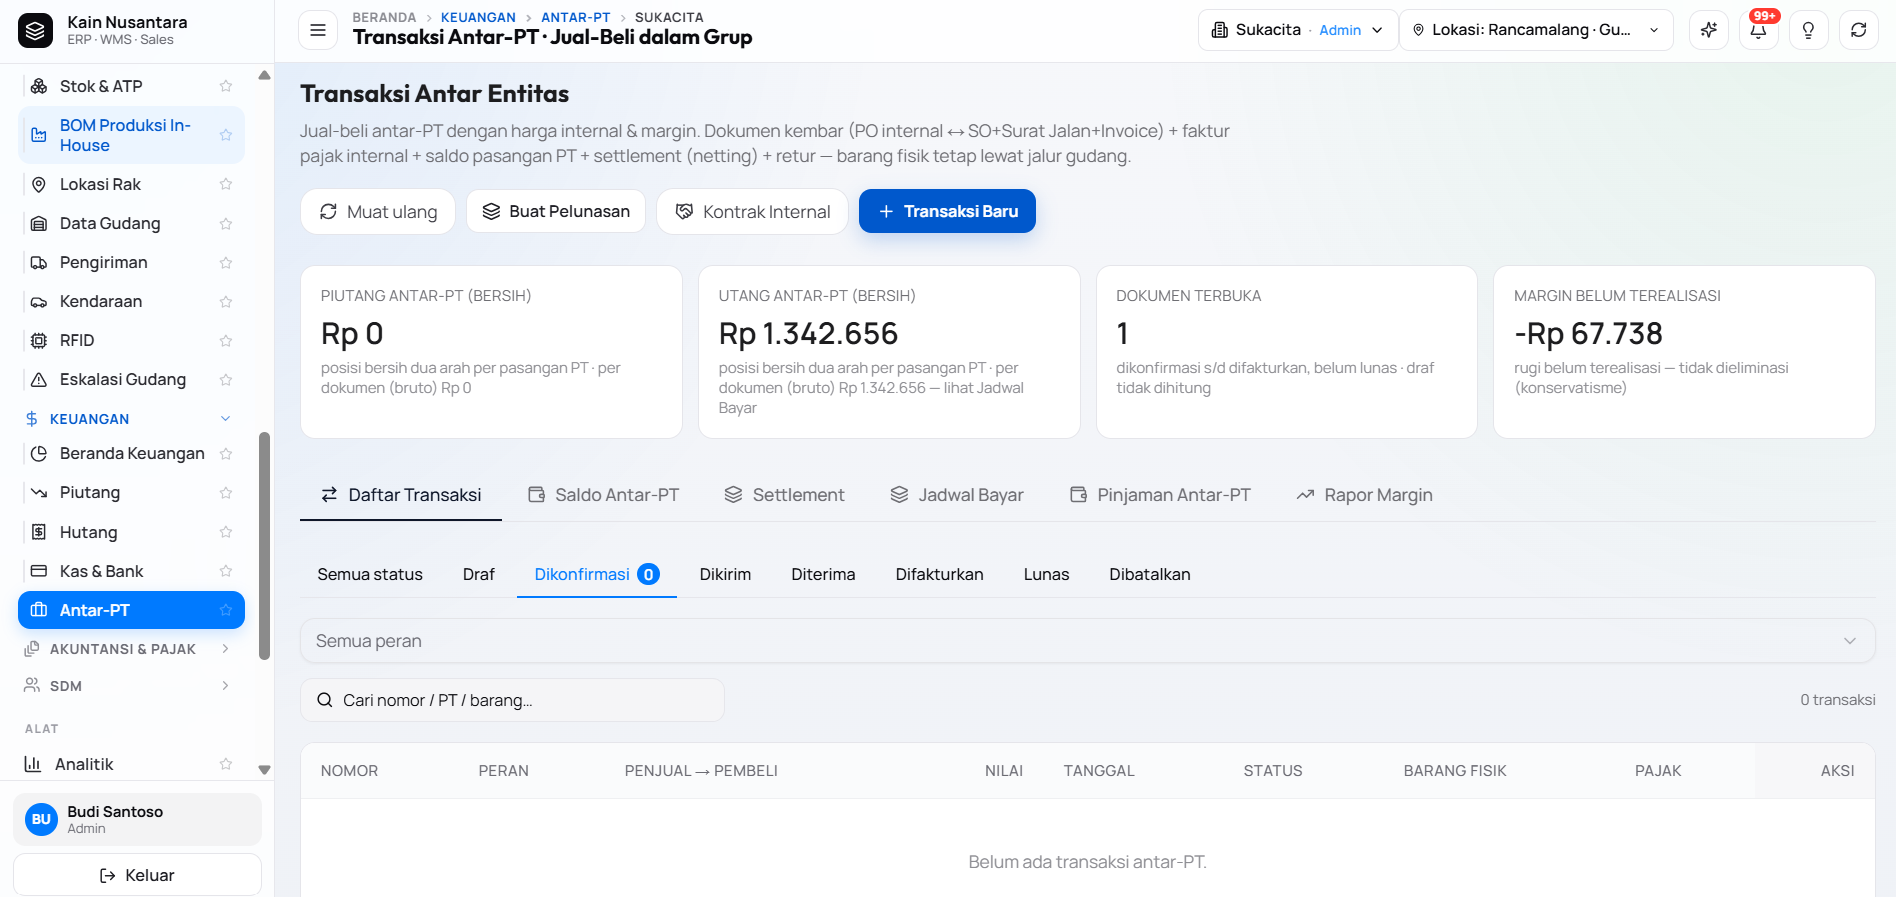 Kain Nusantara
ERP · WMS · Sales
Stok & ATP
BOM Produksi In-
House
Lokasi Rak
Data Gudang
Pengiriman
Kendaraan
RFID
Eskalasi Gudang
KEUANGAN
Beranda Keuangan
Piutang
Hutang
Kas & Bank
Antar-PT
AKUNTANSI & PAJAK
SDM
ALAT
Analitik
BU
Budi Santoso
Admin
Keluar
BERANDA > KEUANGAN > ANTAR-PT > SUKACITA
Transaksi Antar-PT · Jual-Beli dalam Grup
Sukacita · Admin
Lokasi: Rancamalang · Gu...
99+
Transaksi Antar Entitas
Jual-beli antar-PT dengan harga internal & margin. Dokumen kembar (PO internal ↔ SO+Surat Jalan+Invoice) + faktur
pajak internal + saldo pasangan PT + settlement (netting) + retur — barang fisik tetap lewat jalur gudang.
Muat ulang
Buat Pelunasan
Kontrak Internal
+ Transaksi Baru
PIUTANG ANTAR-PT (BERSIH)
Rp 0
posisi bersih dua arah per pasangan PT · per
dokumen (bruto) Rp 0
UTANG ANTAR-PT (BERSIH)
Rp 1.342.656
posisi bersih dua arah per pasangan PT · per
dokumen (bruto) Rp 1.342.656 — lihat Jadwal
Bayar
DOKUMEN TERBUKA
1
dikonfirmasi s/d difakturkan, belum lunas · draf
tidak dihitung
MARGIN BELUM TEREALISASI
-Rp 67.738
rugi belum terealisasi — tidak dieliminasi
(konservatisme)
Daftar Transaksi
Saldo Antar-PT
Settlement
Jadwal Bayar
Pinjaman Antar-PT
Rapor Margin
Semua status
Draf
Dikonfirmasi 0
Dikirim
Diterima
Difakturkan
Lunas
Dibatalkan
Semua peran
Cari nomor / PT / barang...
0 transaksi
NOMOR
PERAN
PENJUAL → PEMBELI
NILAI
TANGGAL
STATUS
BARANG FISIK
PAJAK
AKSI
Belum ada transaksi antar-PT.